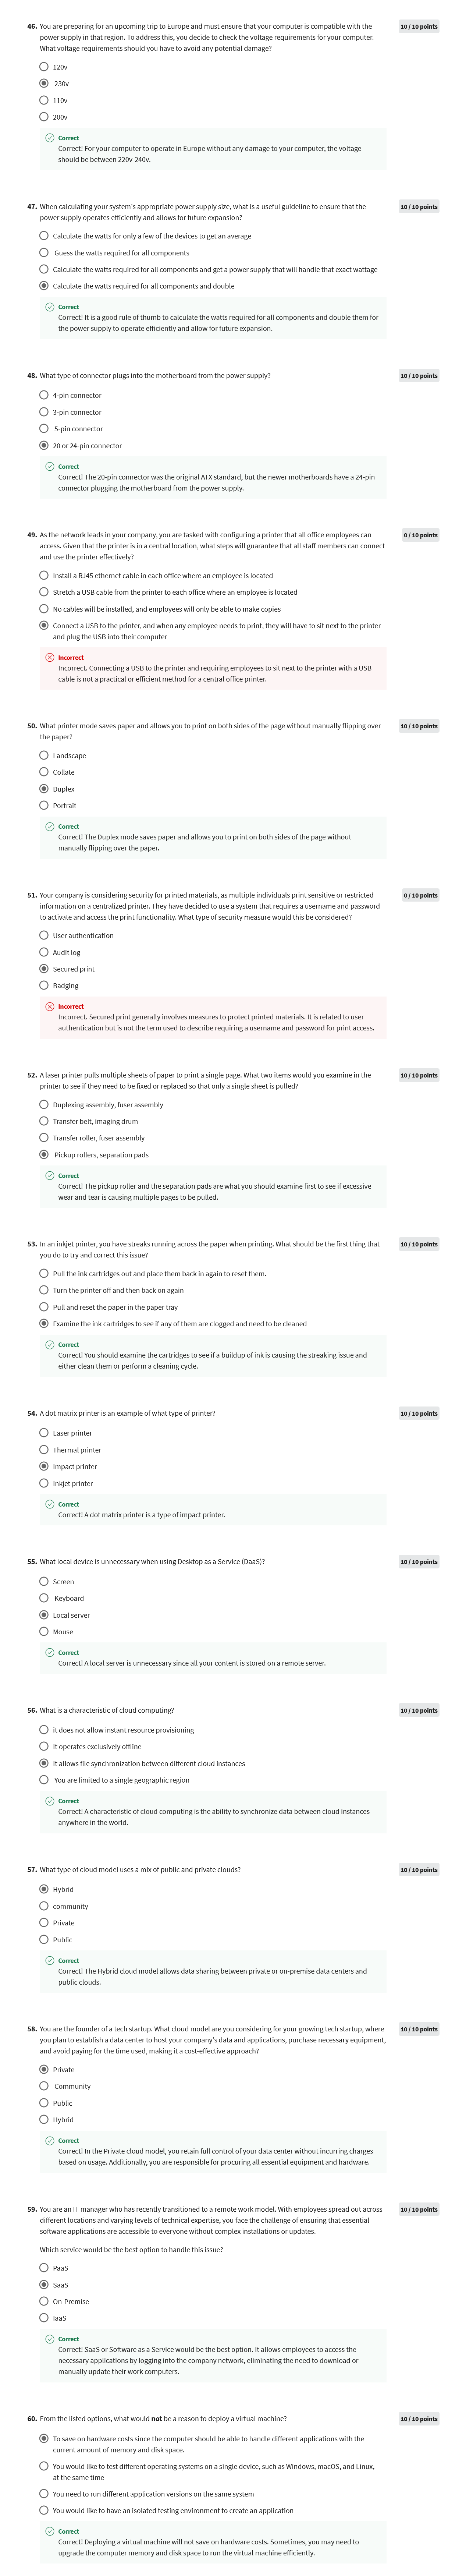 46. You are preparing for an upcoming trip to Europe and must ensure that your computer is compatible with the
10 / 10 points
power supply in that region. To address this, you decide to check the voltage requirements for your computer.
What voltage requirements should you have to avoid any potential damage?
120v
230v
110v
200v
Correct
Correct! For your computer to operate in Europe without any damage to your computer, the voltage
should be between 220v-240v.
47. When calculating your system's appropriate power supply size, what is a useful guideline to ensure that the
10 / 10 points
power supply operates efficiently and allows for future expansion?
Calculate the watts for only a few of the devices to get an average
Guess the watts required for all components
Calculate the watts required for all components and get a power supply that will handle that exact wattage
Calculate the watts required for all components and double
Correct
Correct! It is a good rule of thumb to calculate the watts required for all components and double them for
the power supply to operate efficiently and allow for future expansion.
48. What type of connector plugs into the motherboard from the power supply?
10 / 10 points
4-pin connector
3-pin connector
5-pin connector
20 or 24-pin connector
Correct
Correct! The 20-pin connector was the original ATX standard, but the newer motherboards have a 24-pin
connector plugging the motherboard from the power supply.
49. As the network leads in your company, you are tasked with configuring a printer that all office employees can
0 / 10 points
access. Given that the printer is in a central location, what steps will guarantee that all staff members can connect
and use the printer effectively?
Install a RJ45 ethernet cable in each office where an employee is located
Stretch a USB cable from the printer to each office where an employee is located
No cables will be installed, and employees will only be able to make copies
Connect a USB to the printer, and when any employee needs to print, they will have to sit next to the printer
and plug the USB into their computer
Incorrect
Incorrect. Connecting a USB to the printer and requiring employees to sit next to the printer with a USB
cable is not a practical or efficient method for a central office printer.
50. What printer mode saves paper and allows you to print on both sides of the page without manually flipping over
10 / 10 points
the paper?
Landscape
Collate
Duplex
Portrait
Correct
Correct! The Duplex mode saves paper and allows you to print on both sides of the page without
manually flipping over the paper.
51. Your company is considering security for printed materials, as multiple individuals print sensitive or restricted
0 / 10 points
information on a centralized printer. They have decided to use a system that requires a username and password
to activate and access the print functionality. What type of security measure would this be considered?
User authentication
Audit log
Secured print
Badging
Incorrect
Incorrect. Secured print generally involves measures to protect printed materials. It is related to user
authentication but is not the term used to describe requiring a username and password for print access.
52. A laser printer pulls multiple sheets of paper to print a single page. What two items would you examine in the
10 / 10 points
printer to see if they need to be fixed or replaced so that only a single sheet is pulled?
Duplexing assembly, fuser assembly
Transfer belt, imaging drum
Transfer roller, fuser assembly
Pickup rollers, separation pads
Correct
Correct! The pickup roller and the separation pads are what you should examine first to see if excessive
wear and tear is causing multiple pages to be pulled.
53. In an inkjet printer, you have streaks running across the paper when printing. What should be the first thing that
10 / 10 points
you do to try and correct this issue?
Pull the ink cartridges out and place them back in again to reset them.
Turn the printer off and then back on again
Pull and reset the paper in the paper tray
Examine the ink cartridges to see if any of them are clogged and need to be cleaned
Correct
Correct! You should examine the cartridges to see if a buildup of ink is causing the streaking issue and
either clean them or perform a cleaning cycle.
54. A dot matrix printer is an example of what type of printer?
10 / 10 points
Laser printer
Thermal printer
Impact printer
Inkjet printer
Correct
Correct! A dot matrix printer is a type of impact printer.
55. What local device is unnecessary when using Desktop as a Service (DaaS)?
10 / 10 points
Screen
Keyboard
Local server
Mouse
Correct
Correct! A local server is unnecessary since all your content is stored on a remote server.
56. What is a characteristic of cloud computing?
10 / 10 points
it does not allow instant resource provisioning
It operates exclusively offline
It allows file synchronization between different cloud instances
You are limited to a single geographic region
Correct
Correct! A characteristic of cloud computing is the ability to synchronize data between cloud instances
anywhere in the world.
57. What type of cloud model uses a mix of public and private clouds?
10 / 10 points
Hybrid
community
Private
Public
Correct
Correct! The Hybrid cloud model allows data sharing between private or on-premise data centers and
public clouds.
58. You are the founder of a tech startup. What cloud model are you considering for your growing tech startup, where
10 / 10 points
you plan to establish a data center to host your company's data and applications, purchase necessary equipment,
and avoid paying for the time used, making it a cost-effective approach?
Private
Community
Public
Hybrid
Correct
Correct! In the Private cloud model, you retain full control of your data center without incurring charges
based on usage. Additionally, you are responsible for procuring all essential equipment and hardware.
59. You are an IT manager who has recently transitioned to a remote work model. With employees spread out across
10 / 10 points
different locations and varying levels of technical expertise, you face the challenge of ensuring that essential
software applications are accessible to everyone without complex installations or updates.
Which service would be the best option to handle this issue?
PaaS
SaaS
On-Premise
IaaS
Correct
Correct! SaaS or Software as a Service would be the best option. It allows employees to access the
necessary applications by logging into the company network, eliminating the need to download or
manually update their work computers.
60. From the listed options, what would not be a reason to deploy a virtual machine?
10 / 10 points
To save on hardware costs since the computer should be able to handle different applications with the
current amount of memory and disk space.
You would like to test different operating systems on a single device, such as Windows, macOS, and Linux,
at the same time
You need to run different application versions on the same system
You would like to have an isolated testing environment to create an application
Correct
Correct! Deploying a virtual machine will not save on hardware costs. Sometimes, you may need to
upgrade the computer memory and disk space to run the virtual machine efficiently.